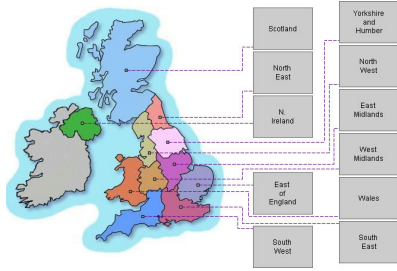 Scotland
North
East
N.
Ireland
East
of
England
South
West
Yorkshire
and
Humber
North
West
East
Midlands
West
Midlands
Wales
South
East